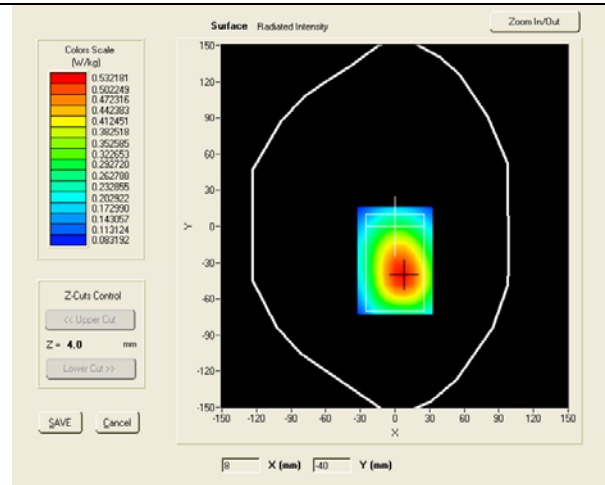 Surface Radiated Intensity
Zoom In/Out
Colors Scale
(W/kg)
0.532181
0.502249
0.472316
0.442383
0.412451
0.382518
0.352585
0.322653
0.292720
0.262788
0.232855
0.202922
0.172990
0.143057
0.113124
0.083192
Z-Cuts Control
<< Upper Cut
Z = 4.0 mm
Lower Cut >>
SAVE Cancel
150
120
90
60
30
0
-30
-60
-90
-120
-150
Y
-150 -120 -90 -60 -30 0 30 60 90 120 150
X
8 X (mm) -40 Y (mm)